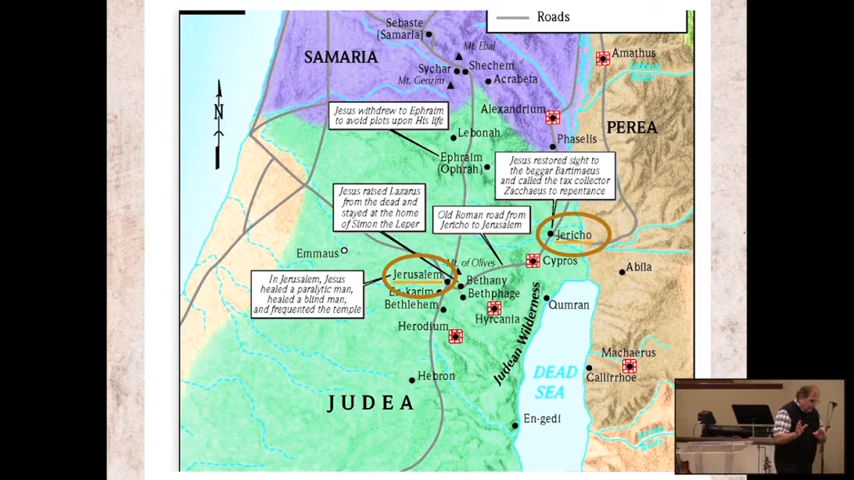 Roads
Sebaste
(Samaria)
SAMARIA
Mt. Ebal
Sychar
Shechem
Mt. Gerizim
Acrabeta
Amathus
N
Alexandrium
PEREA
Jesus withdrew to Ephraim
to avoid plots upon His life
Lebonah
Phaselis
Ephraim
(Ophrah)
Jesus restored sight to
the beggar Bartimaeus
and called the tax collector
Zacchaeus to repentance
Jesus raised Lazarus
from the dead and
stayed at the home
of Simon the Leper
Old Roman road from
Jericho to Jerusalem
Jericho
Emmaus
Mt. of Olives
Cypros
Abila
In Jerusalem, Jesus
healed a paralytic man,
healed a blind man,
and frequented the temple
Jerusalem
Bethany
En-karim
Bethphage
Bethlehem
Qumran
Hyrcania
Herodium
Judean Wilderness
Machaerus
Callirrhoe
DEAD
SEA
Hebron
JUDEA
En-gedi